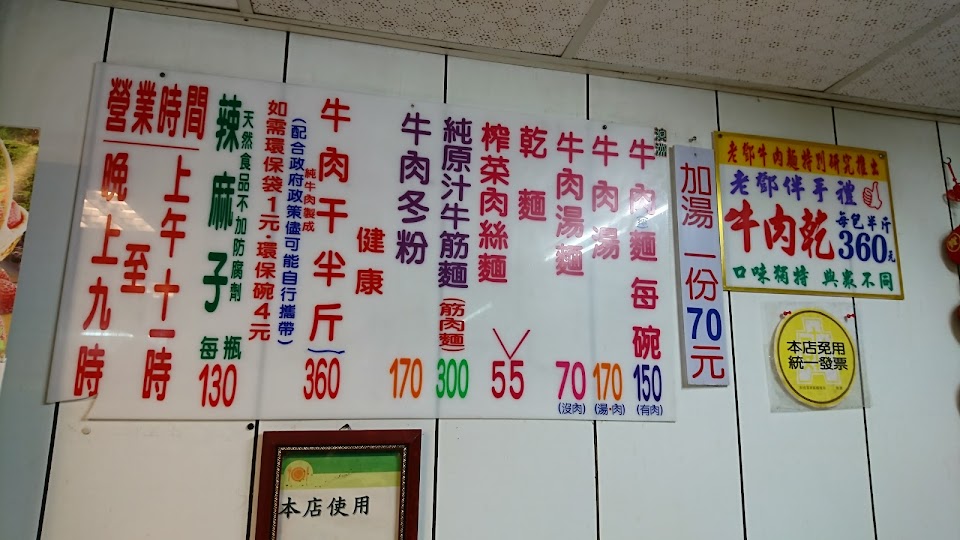 澳洲
牛肉麵每碗
150
(有肉)
牛肉湯
170
(湯·肉)
牛肉湯麵
70
(沒肉)
乾麵
榨菜肉絲麵
55
純原汁牛筋麵(筋肉麵)
300
牛肉冬粉
170
健康
牛肉干半斤
純牛肉製成
360
(配合政府政策儘可能自行攜帶)
如需環保袋1元·環保碗4元
天然食品不加防腐劑
辣麻子
每瓶
130
營業時間
上午十一時
至
晚上九時
加湯一份70元
老鄧牛肉麵特別研究推出
老鄧伴手禮
牛肉乾
每包半斤
360元
口味獨特 與眾不同
本店免用
統一發票
本店使用